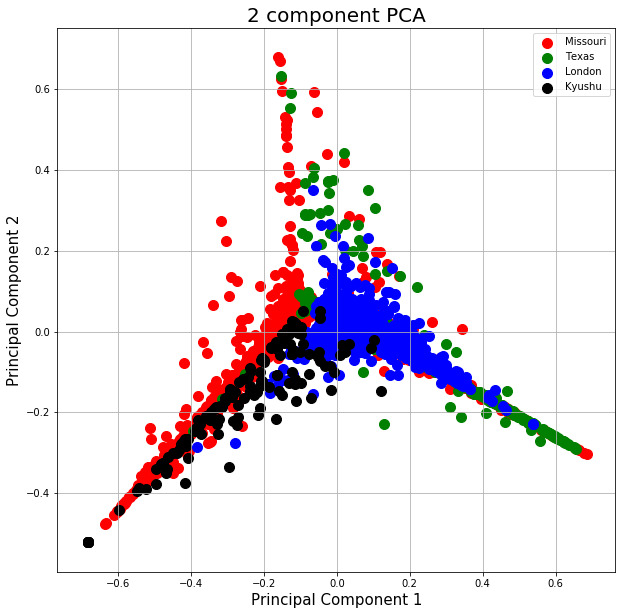 2 component PCA
Missouri
Texas
London
Kyushu
Principal Component 2
0.6
0.4
0.2
0.0
−0.2
−0.4
−0.6
−0.4
−0.2
0.0
0.2
0.4
0.6
Principal Component 1